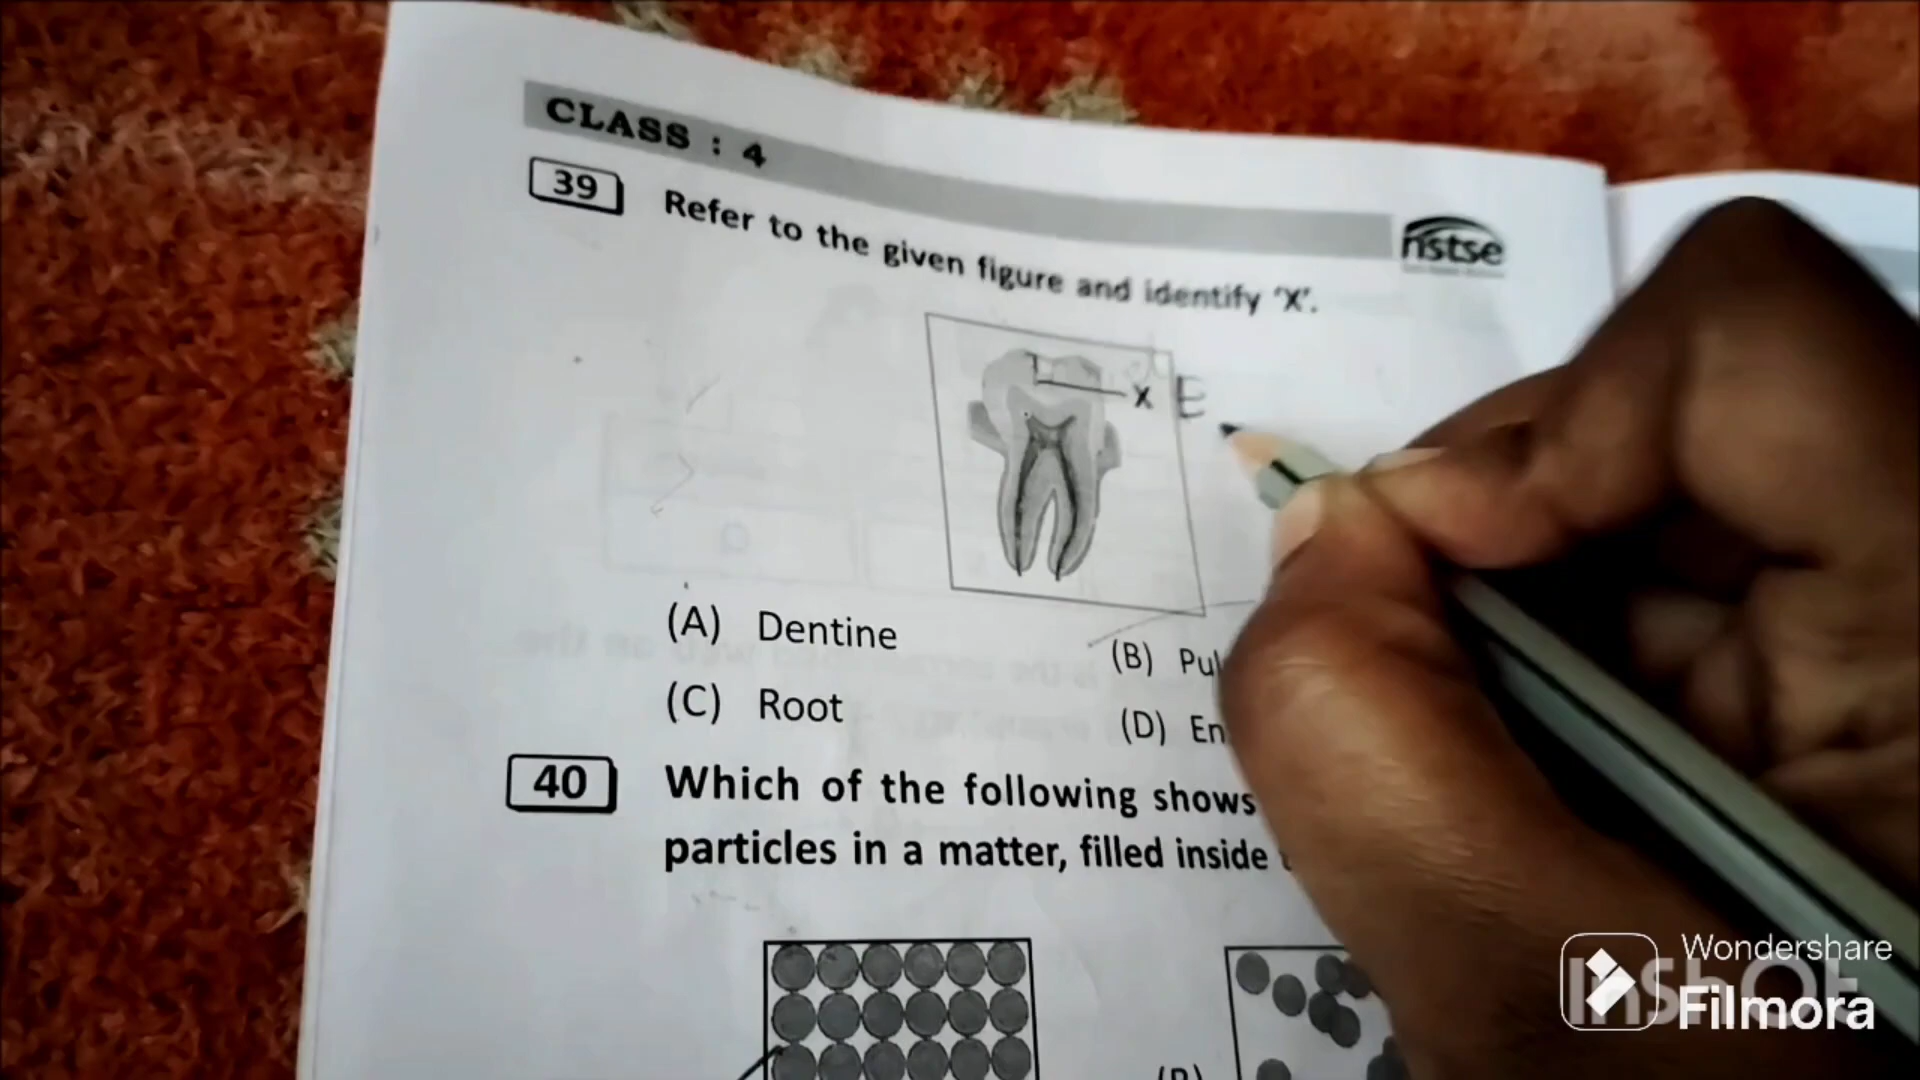 CLASS : 4
nstse
39 Refer to the given figure and identify 'X'.
X E
(A) Dentine
(B) Pul
(C) Root
(D) En
40 Which of the following shows
particles in a matter, filled inside
(B)
Wondershare
Filmora
InShOt